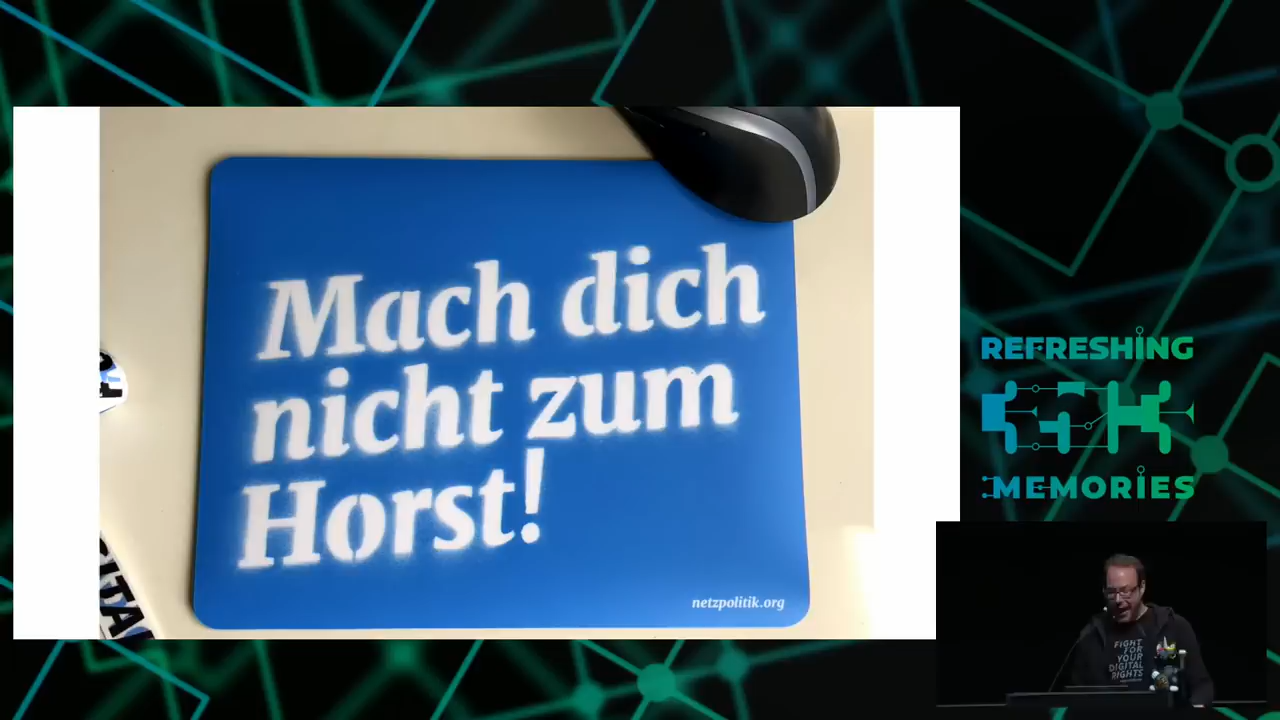 Mach dich
nicht zum
Horst!
netzpolitik.org
REFRESHING
MEMORIES
FIGHT
FOR
YOUR
DIGITAL
RIGHTS